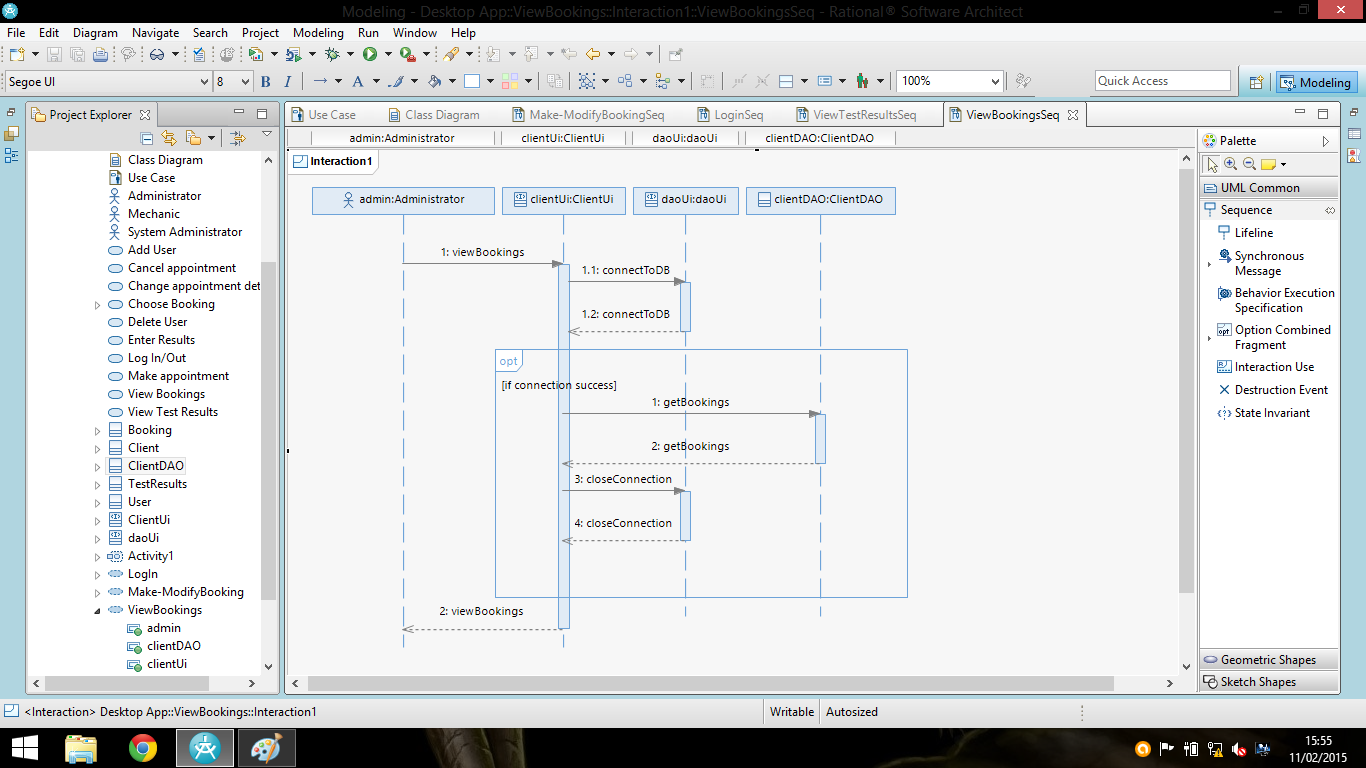 Modeling - Desktop App::ViewBookings::Interaction1::ViewBookingsSeq - Rational® Software Architect
File Edit Diagram Navigate Search Project Modeling Run Window Help
Segoe UI 8 B I A 100% Quick Access Modeling
Project Explorer
Class Diagram
Use Case
Administrator
Mechanic
System Administrator
Add User
Cancel appointment
Change appointment det
Choose Booking
Delete User
Enter Results
Log In/Out
Make appointment
View Bookings
View Test Results
Booking
Client
ClientDAO
TestResults
User
ClientUi
daoUi
Activity1
LogIn
Make-ModifyBooking
ViewBookings
admin
clientDAO
clientUi
Use Case Class Diagram Make-ModifyBookingSeq LoginSeq ViewTestResultsSeq ViewBookingsSeq
admin:Administrator clientUi:ClientUi daoUi:daoUi clientDAO:ClientDAO
Interaction1
admin:Administrator clientUi:ClientUi daoUi:daoUi clientDAO:ClientDAO
1: viewBookings
1.1: connectToDB
1.2: connectToDB
opt
[if connection success]
1: getBookings
2: getBookings
3: closeConnection
4: closeConnection
2: viewBookings
Palette
UML Common
Sequence
Lifeline
Synchronous
Message
Behavior Execution
Specification
opt
Option Combined
Fragment
Interaction Use
Destruction Event
State Invariant
Geometric Shapes
Sketch Shapes
<Interaction> Desktop App::ViewBookings::Interaction1 Writable Autosized
15:55
11/02/2015